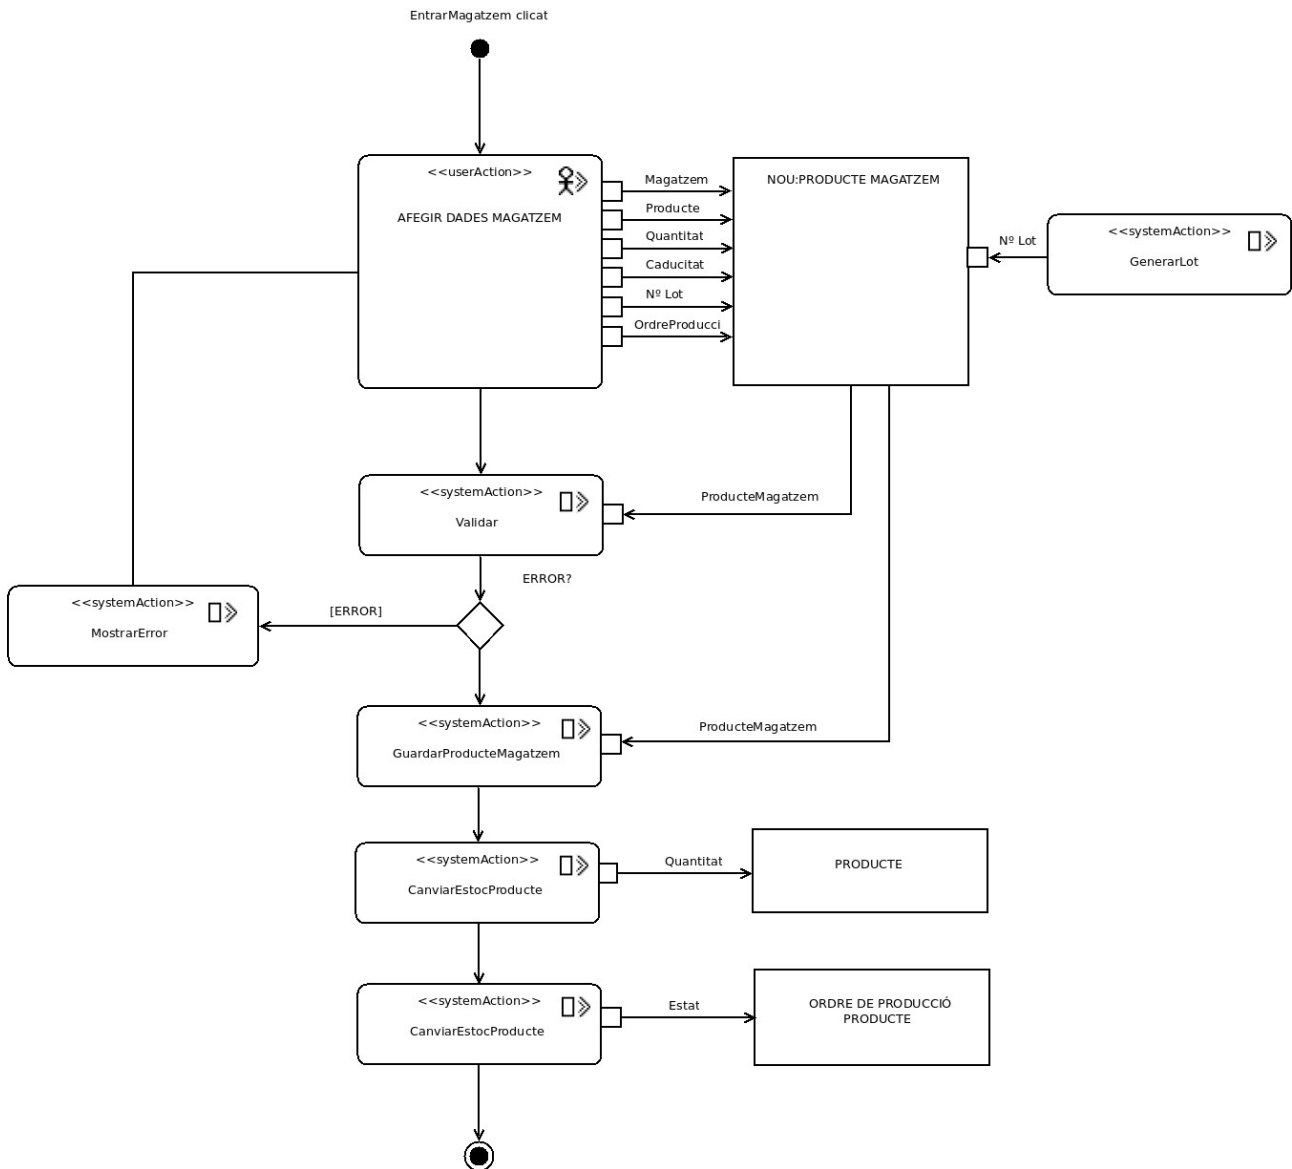 EntrarMagatzem clicat
<<userAction>>
AFEGIR DADES MAGATZEM
Magatzem
Producte
Quantitat
Caducitat
Nº Lot
OrdreProducci
NOU:PRODUCTE MAGATZEM
Nº Lot
<<systemAction>>
GenerarLot
<<systemAction>>
Validar
ProducteMagatzem
ERROR?
[ERROR]
<<systemAction>>
MostrarError
<<systemAction>>
GuardarProducteMagatzem
ProducteMagatzem
<<systemAction>>
CanviarEstocProducte
Quantitat
PRODUCTE
<<systemAction>>
CanviarEstocProducte
Estat
ORDRE DE PRODUCCIÓ
PRODUCTE